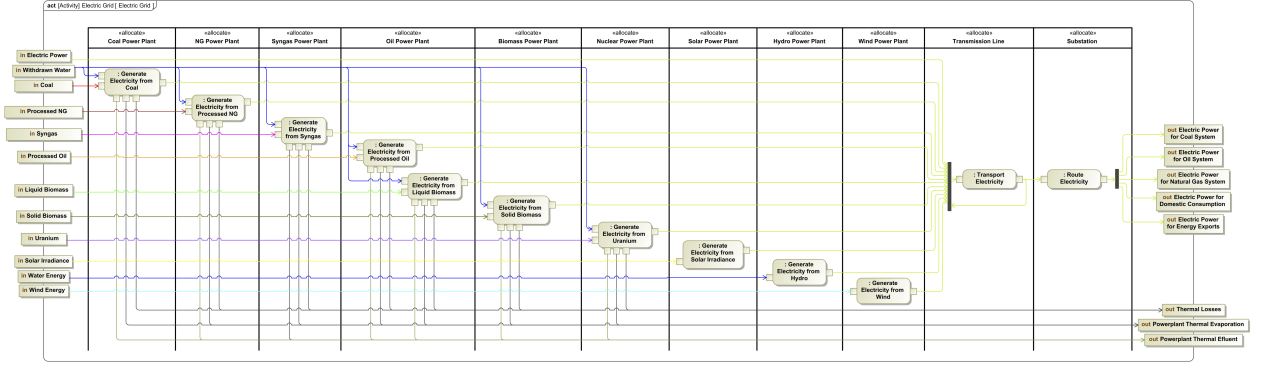 act [Activity] Electric Grid [ Electric Grid ]
«allocate»
Coal Power Plant
«allocate»
NG Power Plant
«allocate»
Syngas Power Plant
«allocate»
Oil Power Plant
«allocate»
Biomass Power Plant
«allocate»
Nuclear Power Plant
«allocate»
Solar Power Plant
«allocate»
Hydro Power Plant
«allocate»
Wind Power Plant
«allocate»
Transmission Line
«allocate»
Substation
in Electric Power
in Withdrawn Water
in Coal
in Processed NG
in Syngas
in Processed Oil
in Liquid Biomass
in Solid Biomass
in Uranium
in Solar Irradiance
in Water Energy
in Wind Energy
: Generate
Electricity from
Coal
: Generate
Electricity from
Processed NG
: Generate
Electricity
from Syngas
: Generate
Electricity from
Processed Oil
: Generate
Electricity from
Liquid Biomass
: Generate
Electricity from
Solid Biomass
: Generate
Electricity from
Uranium
: Generate
Electricity from
Solar Irradiance
: Generate
Electricity from
Hydro
: Generate
Electricity from
Wind
: Transport
Electricity
: Route
Electricity
out Electric Power
for Coal System
out Electric Power
for Oil System
out Electric Power
for Natural Gas System
out Electric Power for
Domestic Consumption
out Electric Power
for Energy Exports
out Thermal Losses
out Powerplant Thermal Evaporation
out Powerplant Thermal Effluent